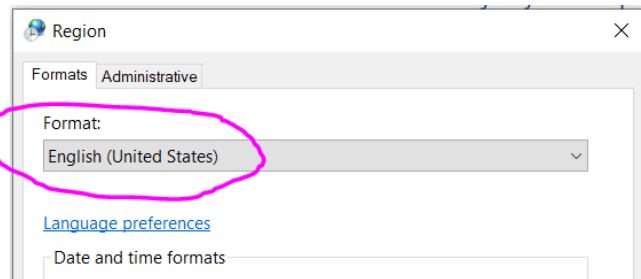 Region
Formats Administrative
Format:
English (United States)
Language preferences
Date and time formats